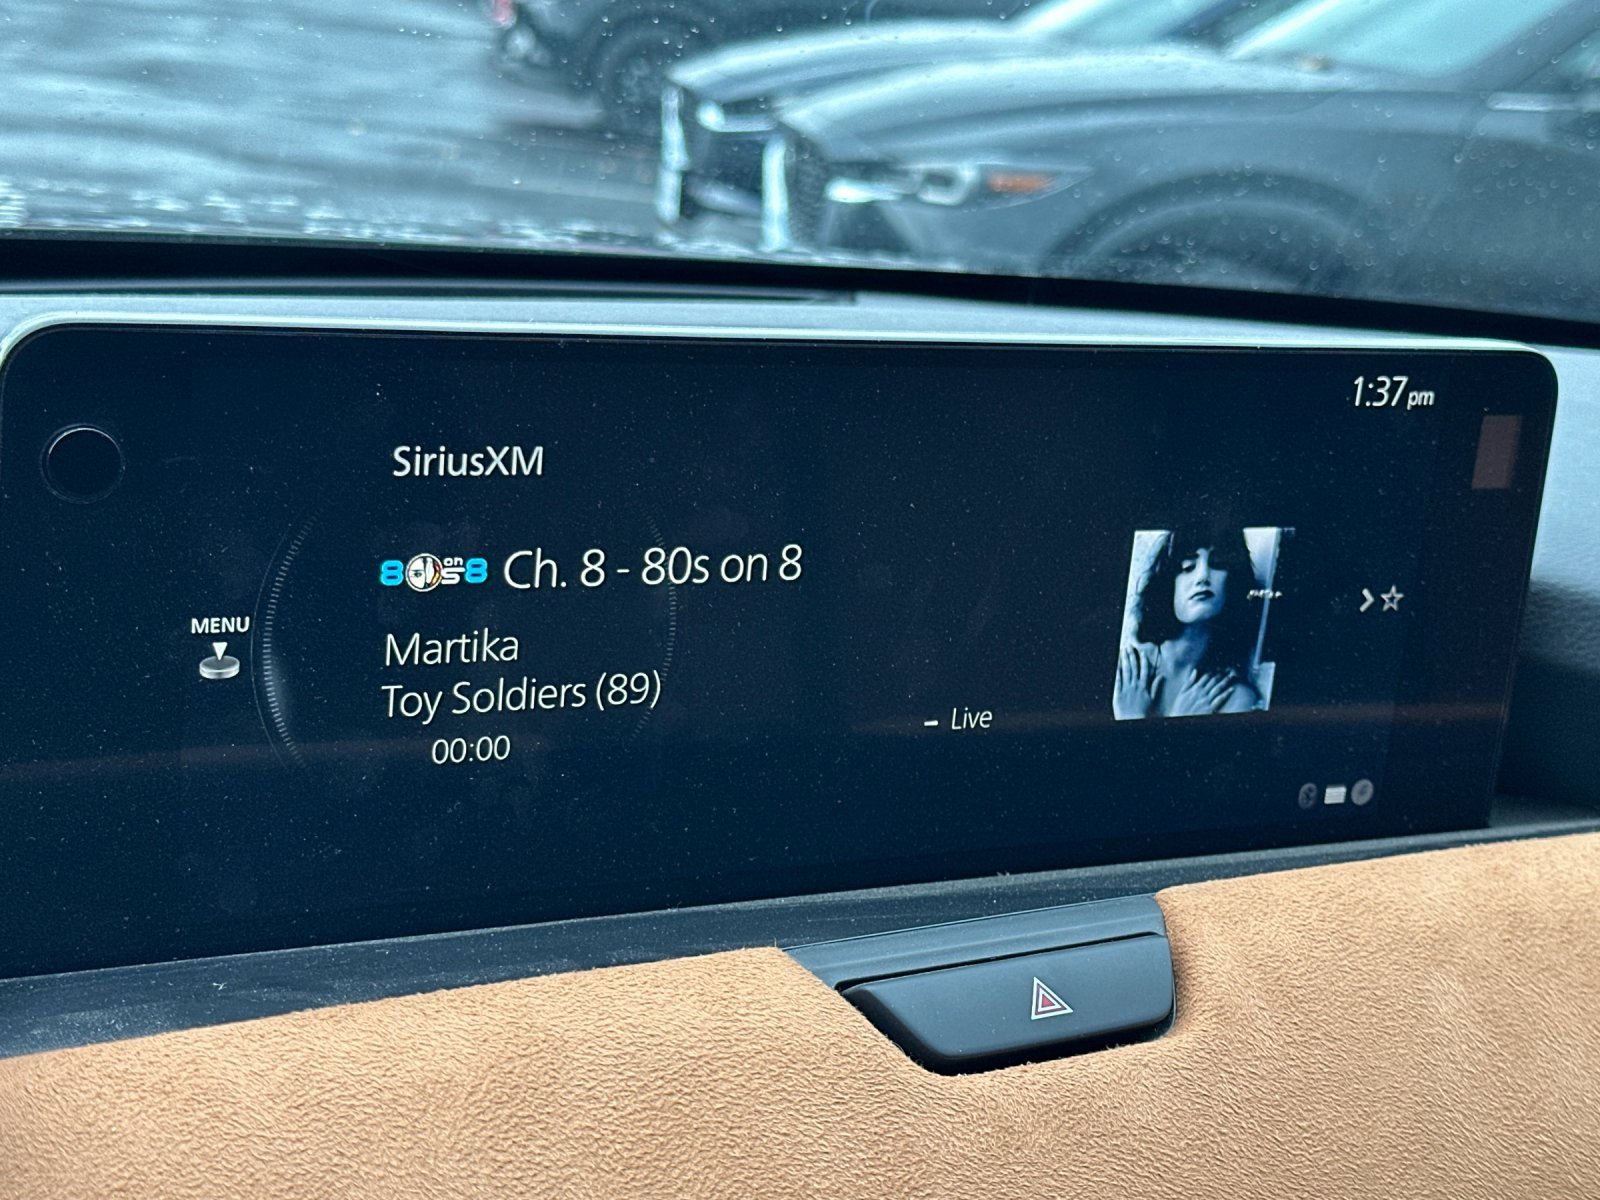 1:37pm
SiriusXM
80s on 8 Ch. 8 - 80s on 8
MENU
Martika
Toy Soldiers (89)
00:00
– Live